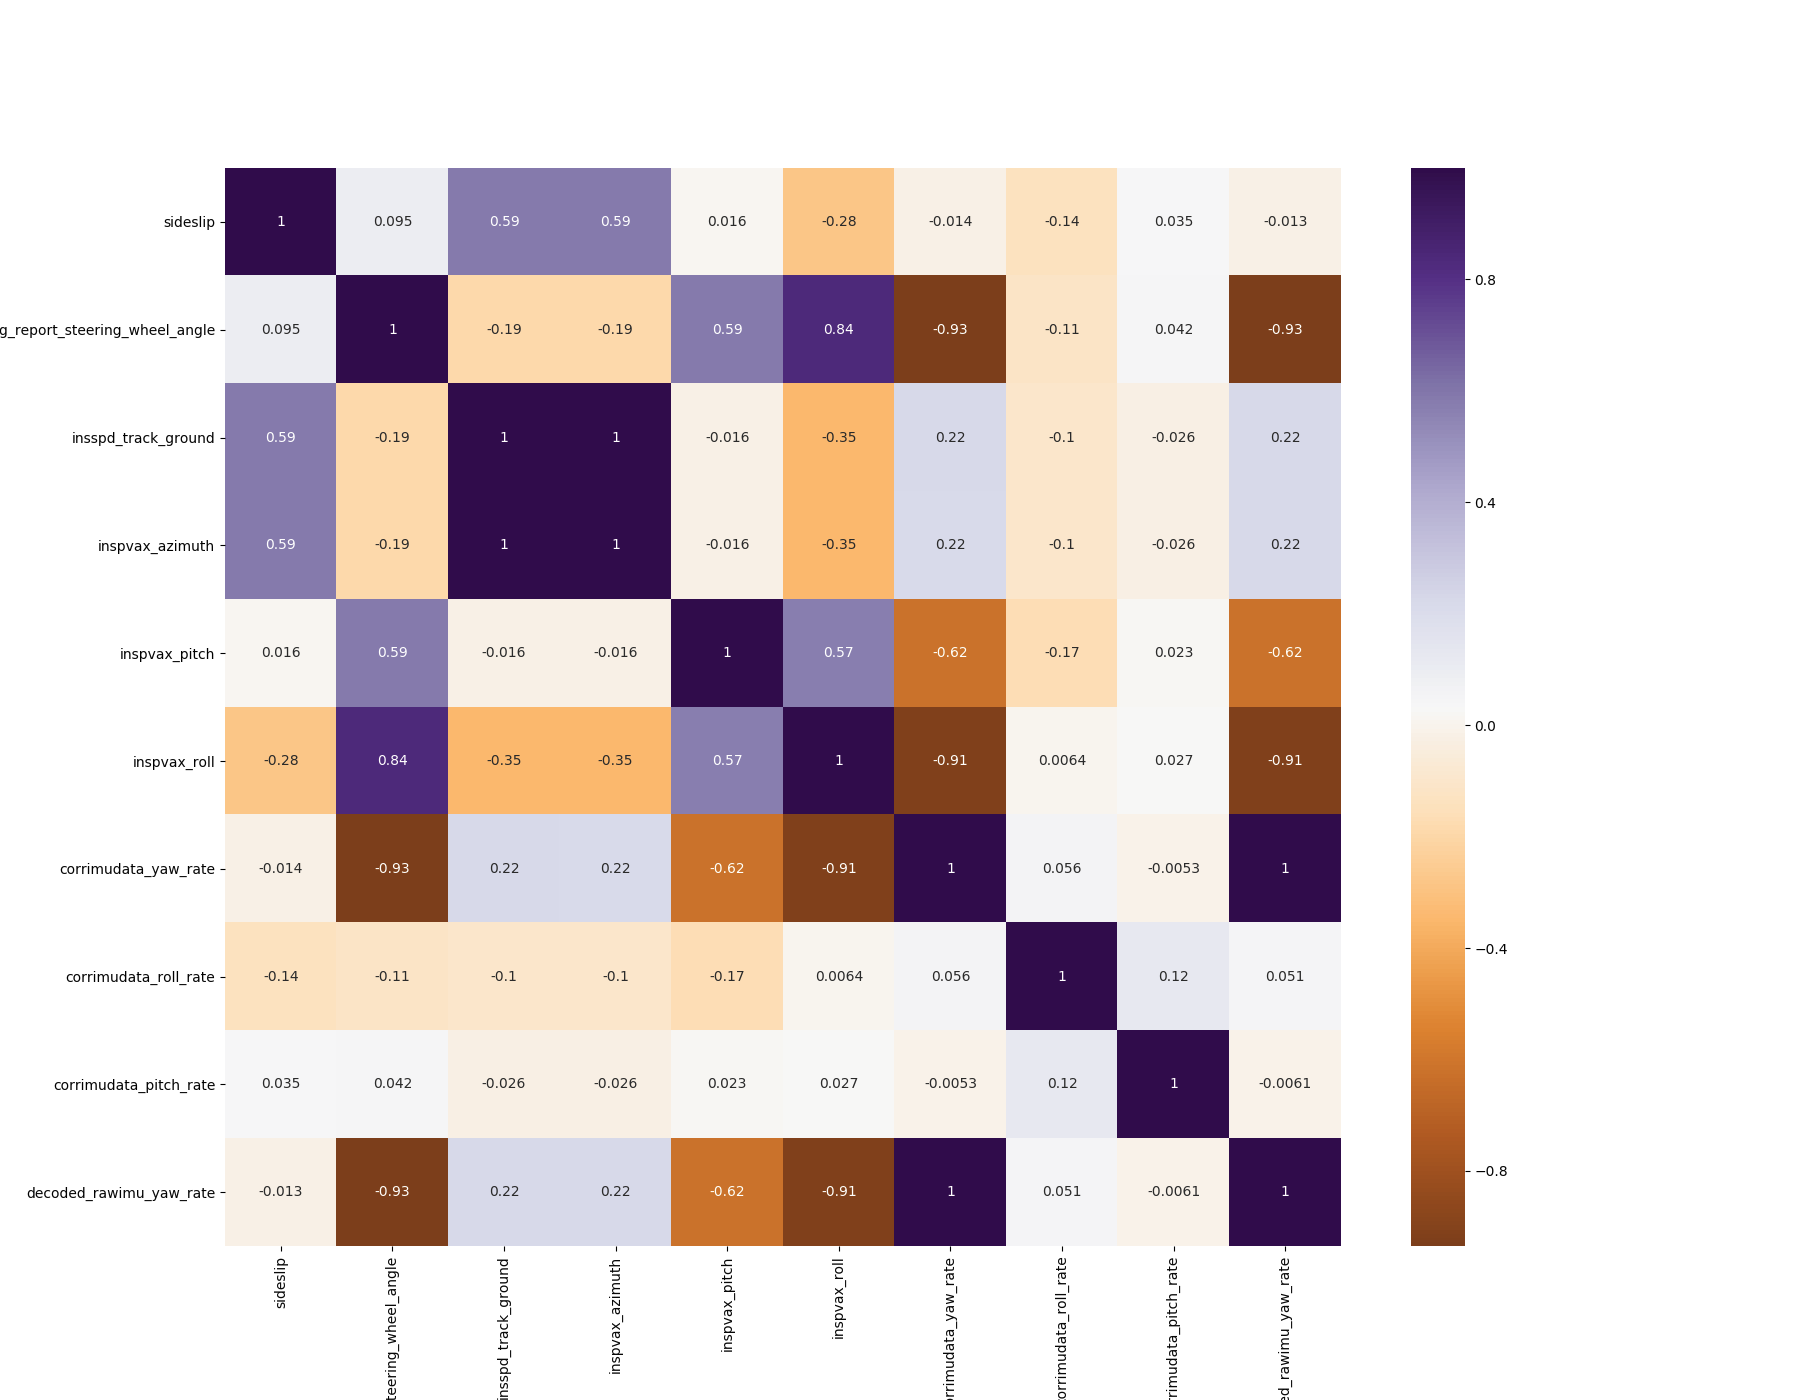 sideslip 1 0.095 0.59 0.59 0.016 -0.28 -0.014 -0.14 0.035 -0.013
g_report_steering_wheel_angle 0.095 1 -0.19 -0.19 0.59 0.84 -0.93 -0.11 0.042 -0.93
insspd_track_ground 0.59 -0.19 1 1 -0.016 -0.35 0.22 -0.1 -0.026 0.22
inspvax_azimuth 0.59 -0.19 1 1 -0.016 -0.35 0.22 -0.1 -0.026 0.22
inspvax_pitch 0.016 0.59 -0.016 -0.016 1 0.57 -0.62 -0.17 0.023 -0.62
inspvax_roll -0.28 0.84 -0.35 -0.35 0.57 1 -0.91 0.0064 0.027 -0.91
corrimudata_yaw_rate -0.014 -0.93 0.22 0.22 -0.62 -0.91 1 0.056 -0.0053 1
corrimudata_roll_rate -0.14 -0.11 -0.1 -0.1 -0.17 0.0064 0.056 1 0.12 0.051
corrimudata_pitch_rate 0.035 0.042 -0.026 -0.026 0.023 0.027 -0.0053 0.12 1 -0.0061
decoded_rawimu_yaw_rate -0.013 -0.93 0.22 0.22 -0.62 -0.91 1 0.051 -0.0061 1
sideslip
teering_wheel_angle
insspd_track_ground
inspvax_azimuth
inspvax_pitch
inspvax_roll
orrimudata_yaw_rate
orrimudata_roll_rate
rrimudata_pitch_rate
ed_rawimu_yaw_rate
0.8
0.4
0.0
−0.4
−0.8